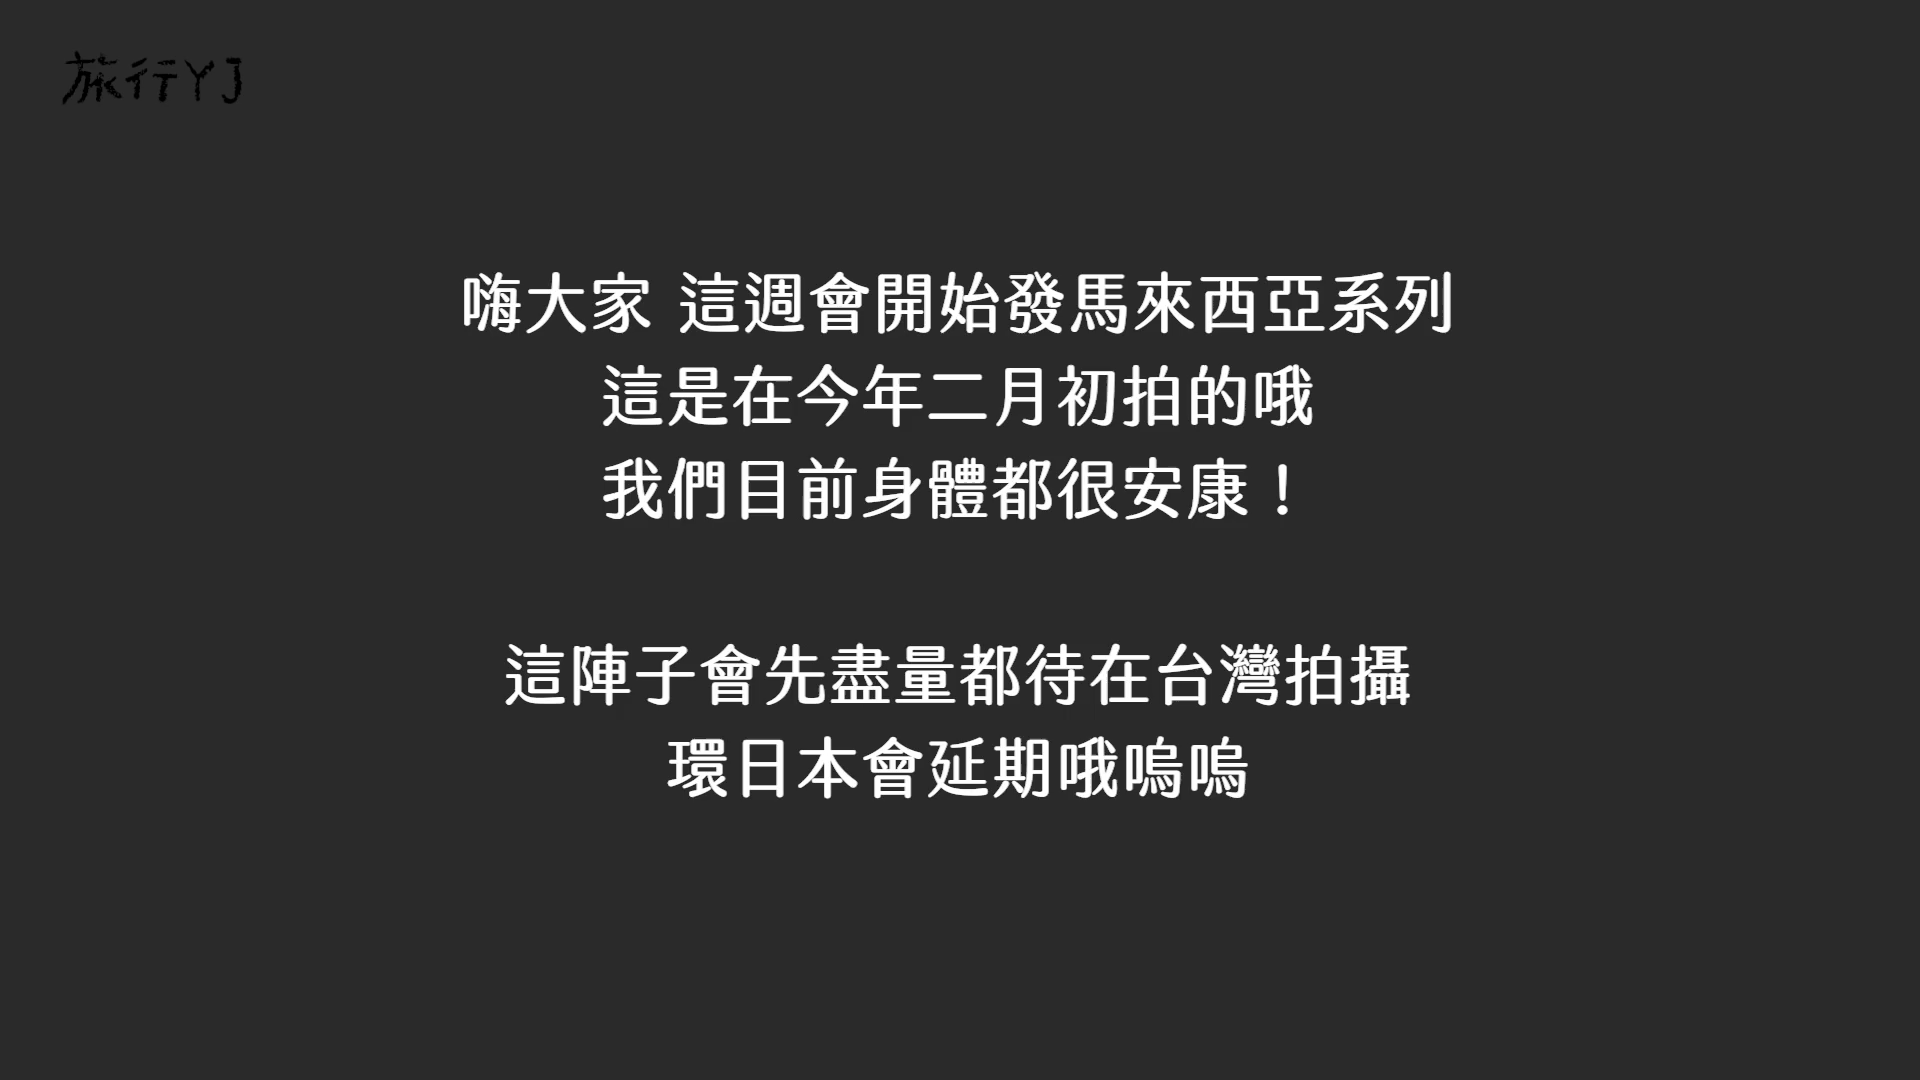 旅行YJ
嗨大家 這週會開始發馬來西亞系列
這是在今年二月初拍的哦
我們目前身體都很安康！
這陣子會先盡量都待在台灣拍攝
環日本會延期哦嗚嗚